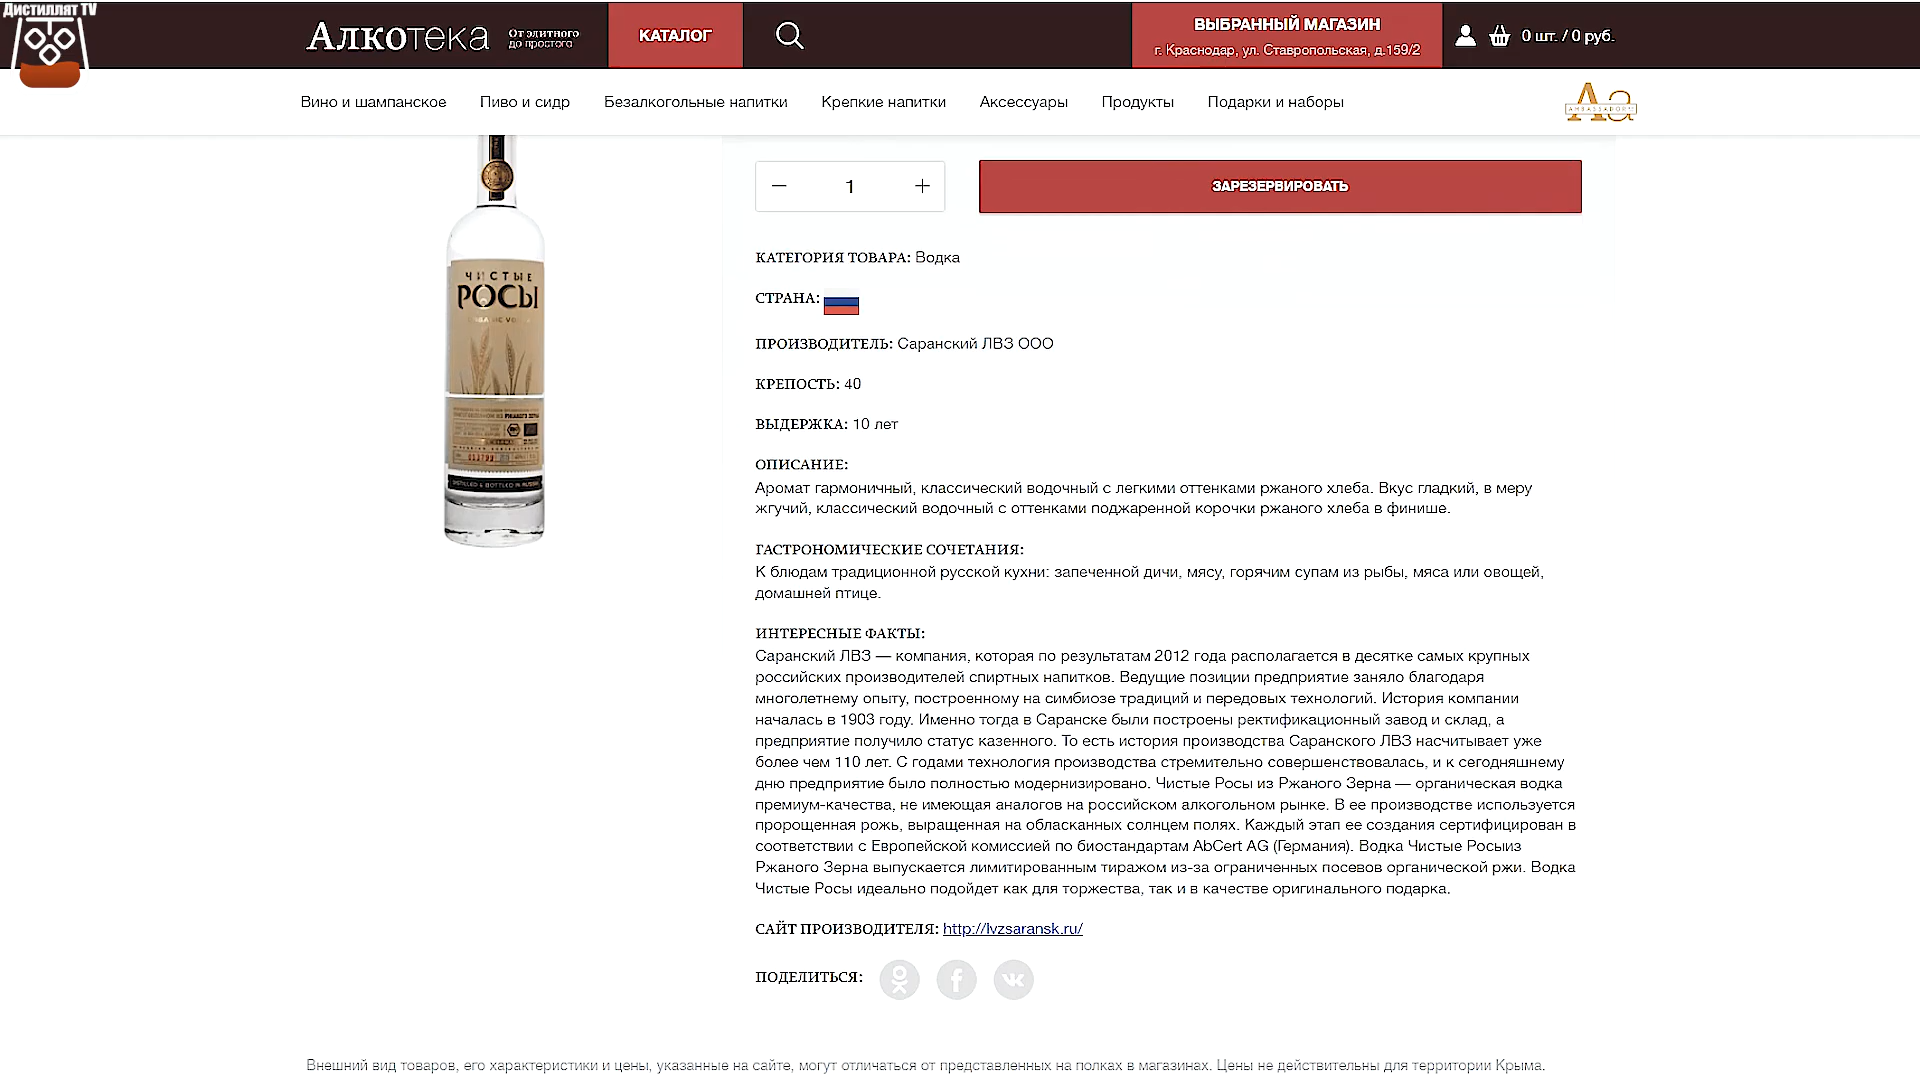 Дистиллят TV
Алкотека
От элитного
до простого
КАТАЛОГ
ВЫБРАННЫЙ МАГАЗИН
г. Краснодар, ул. Ставропольская, д.159/2
0 шт. / 0 руб.
Вино и шампанское
Пиво и сидр
Безалкогольные напитки
Крепкие напитки
Аксессуары
Продукты
Подарки и наборы
Aa
AMBASSADOR
ЧИСТЫЕ
РОСЫ
DISTILLED & BOTTLED IN RUSSIA
1
ЗАРЕЗЕРВИРОВАТЬ
КАТЕГОРИЯ ТОВАРА: Водка
СТРАНА:
ПРОИЗВОДИТЕЛЬ: Саранский ЛВЗ ООО
КРЕПОСТЬ: 40
ВЫДЕРЖКА: 10 лет
ОПИСАНИЕ:
Аромат гармоничный, классический водочный с легкими оттенками ржаного хлеба. Вкус гладкий, в меру
жгучий, классический водочный с оттенками поджаренной корочки ржаного хлеба в финише.
ГАСТРОНОМИЧЕСКИЕ СОЧЕТАНИЯ:
К блюдам традиционной русской кухни: запеченной дичи, мясу, горячим супам из рыбы, мяса или овощей,
домашней птице.
ИНТЕРЕСНЫЕ ФАКТЫ:
Саранский ЛВЗ — компания, которая по результатам 2012 года располагается в десятке самых крупных
российских производителей спиртных напитков. Ведущие позиции предприятие заняло благодаря
многолетнему опыту, построенному на симбиозе традиций и передовых технологий. История компании
началась в 1903 году. Именно тогда в Саранске были построены ректификационный завод и склад, а
предприятие получило статус казенного. То есть история производства Саранского ЛВЗ насчитывает уже
более чем 110 лет. С годами технология производства стремительно совершенствовалась, и к сегодняшнему
дню предприятие было полностью модернизировано. Чистые Росы из Ржаного Зерна — органическая водка
премиум-качества, не имеющая аналогов на российском алкогольном рынке. В ее производстве используется
пророщенная рожь, выращенная на обласканных солнцем полях. Каждый этап ее создания сертифицирован в
соответствии с Европейской комиссией по биостандартам AbCert AG (Германия). Водка Чистые Росыиз
Ржаного Зерна выпускается лимитированным тиражом из-за ограниченных посевов органической ржи. Водка
Чистые Росы идеально подойдет как для торжества, так и в качестве оригинального подарка.
САЙТ ПРОИЗВОДИТЕЛЯ: http://lvzsaransk.ru/
ПОДЕЛИТЬСЯ:
Внешний вид товаров, его характеристики и цены, указанные на сайте, могут отличаться от представленных на полках в магазинах. Цены не действительны для территории Крыма.